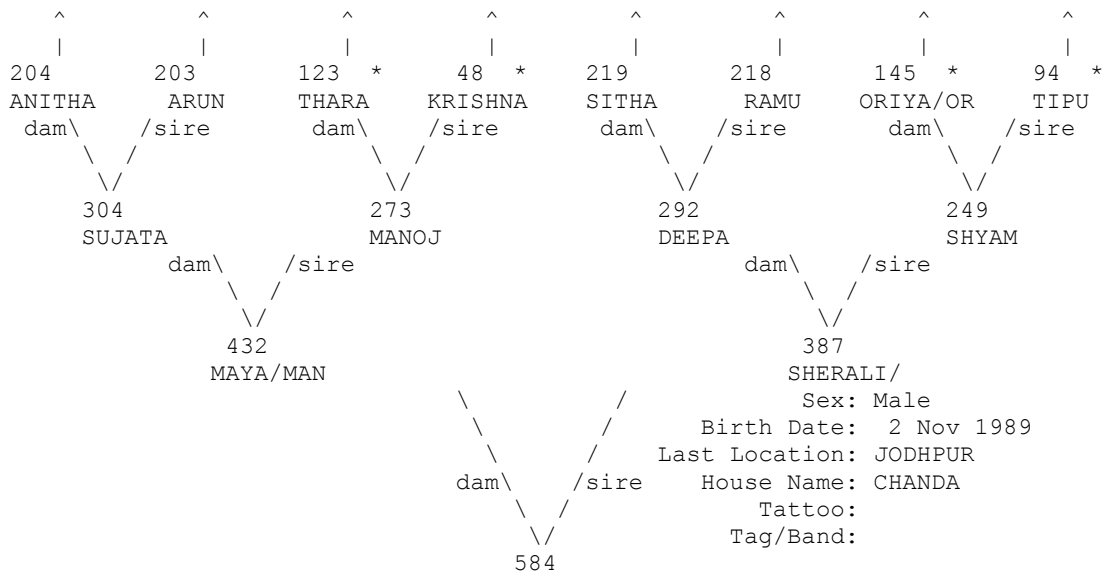 ^ ^ ^ ^ ^ ^ ^ ^
| | | | | | | |
204 203 123 * 48 * 219 218 145 * 94 *
ANITHA ARUN THARA KRISHNA SITHA RAMU ORIYA/OR TIPU
dam\ /sire dam\ /sire dam\ /sire dam\ /sire
\ / \ / \ / \ /
\/ \/ \/ \/
304 273 292 249
SUJATA MANOJ DEEPA SHYAM
dam\ /sire dam\ /sire
\ / \ /
\/ \/
432 387
MAYA/MAN SHERALI/
\ / Sex: Male
\ / Birth Date: 2 Nov 1989
\ / Last Location: JODHPUR
dam\ /sire House Name: CHANDA
\ / Tattoo:
\/ Tag/Band:
584